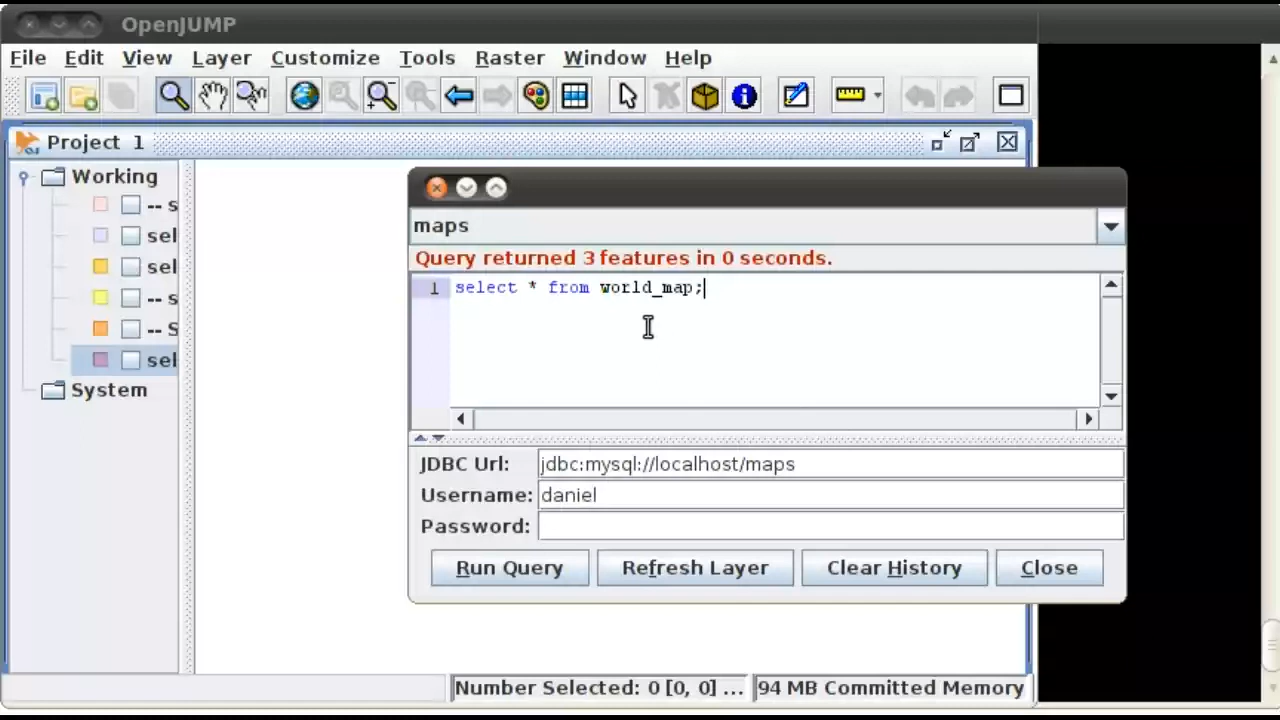 OpenJUMP
File Edit View Layer Customize Tools Raster Window Help
Project 1
Working
-- s
sel
sel
-- s
-- S
sel
System
maps
Query returned 3 features in 0 seconds.
1 select * from world_map;
JDBC Url: jdbc:mysql://localhost/maps
Username: daniel
Password:
Run Query Refresh Layer Clear History Close
Number Selected: 0 [0, 0] ... 94 MB Committed Memory